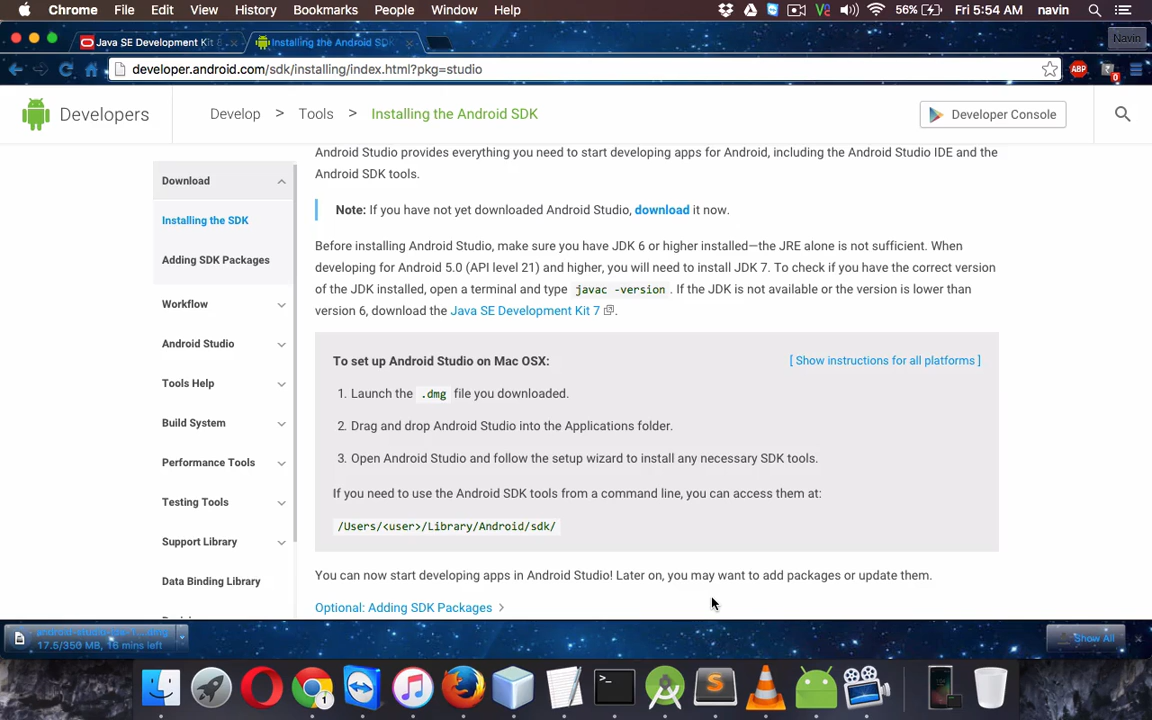 Chrome File Edit View History Bookmarks People Window Help 56% Fri 5:54 AM navin
Java SE Development Kit 8 Installing the Android SDK Navin
developer.android.com/sdk/installing/index.html?pkg=studio ABP 0
Developers Develop > Tools > Installing the Android SDK Developer Console
Android Studio provides everything you need to start developing apps for Android, including the Android Studio IDE and the
Android SDK tools.
Download
Note: If you have not yet downloaded Android Studio, download it now.
Installing the SDK
Before installing Android Studio, make sure you have JDK 6 or higher installed—the JRE alone is not sufficient. When
Adding SDK Packages
developing for Android 5.0 (API level 21) and higher, you will need to install JDK 7. To check if you have the correct version
of the JDK installed, open a terminal and type javac -version . If the JDK is not available or the version is lower than
Workflow
version 6, download the Java SE Development Kit 7 .
Android Studio
To set up Android Studio on Mac OSX: [ Show instructions for all platforms ]
Tools Help
1. Launch the .dmg file you downloaded.
Build System
2. Drag and drop Android Studio into the Applications folder.
Performance Tools
3. Open Android Studio and follow the setup wizard to install any necessary SDK tools.
Testing Tools
If you need to use the Android SDK tools from a command line, you can access them at:
/Users/<user>/Library/Android/sdk/
Support Library
Data Binding Library
You can now start developing apps in Android Studio! Later on, you may want to add packages or update them.
Optional: Adding SDK Packages >
17.5/350 MB, 16 mins left
Show All
1